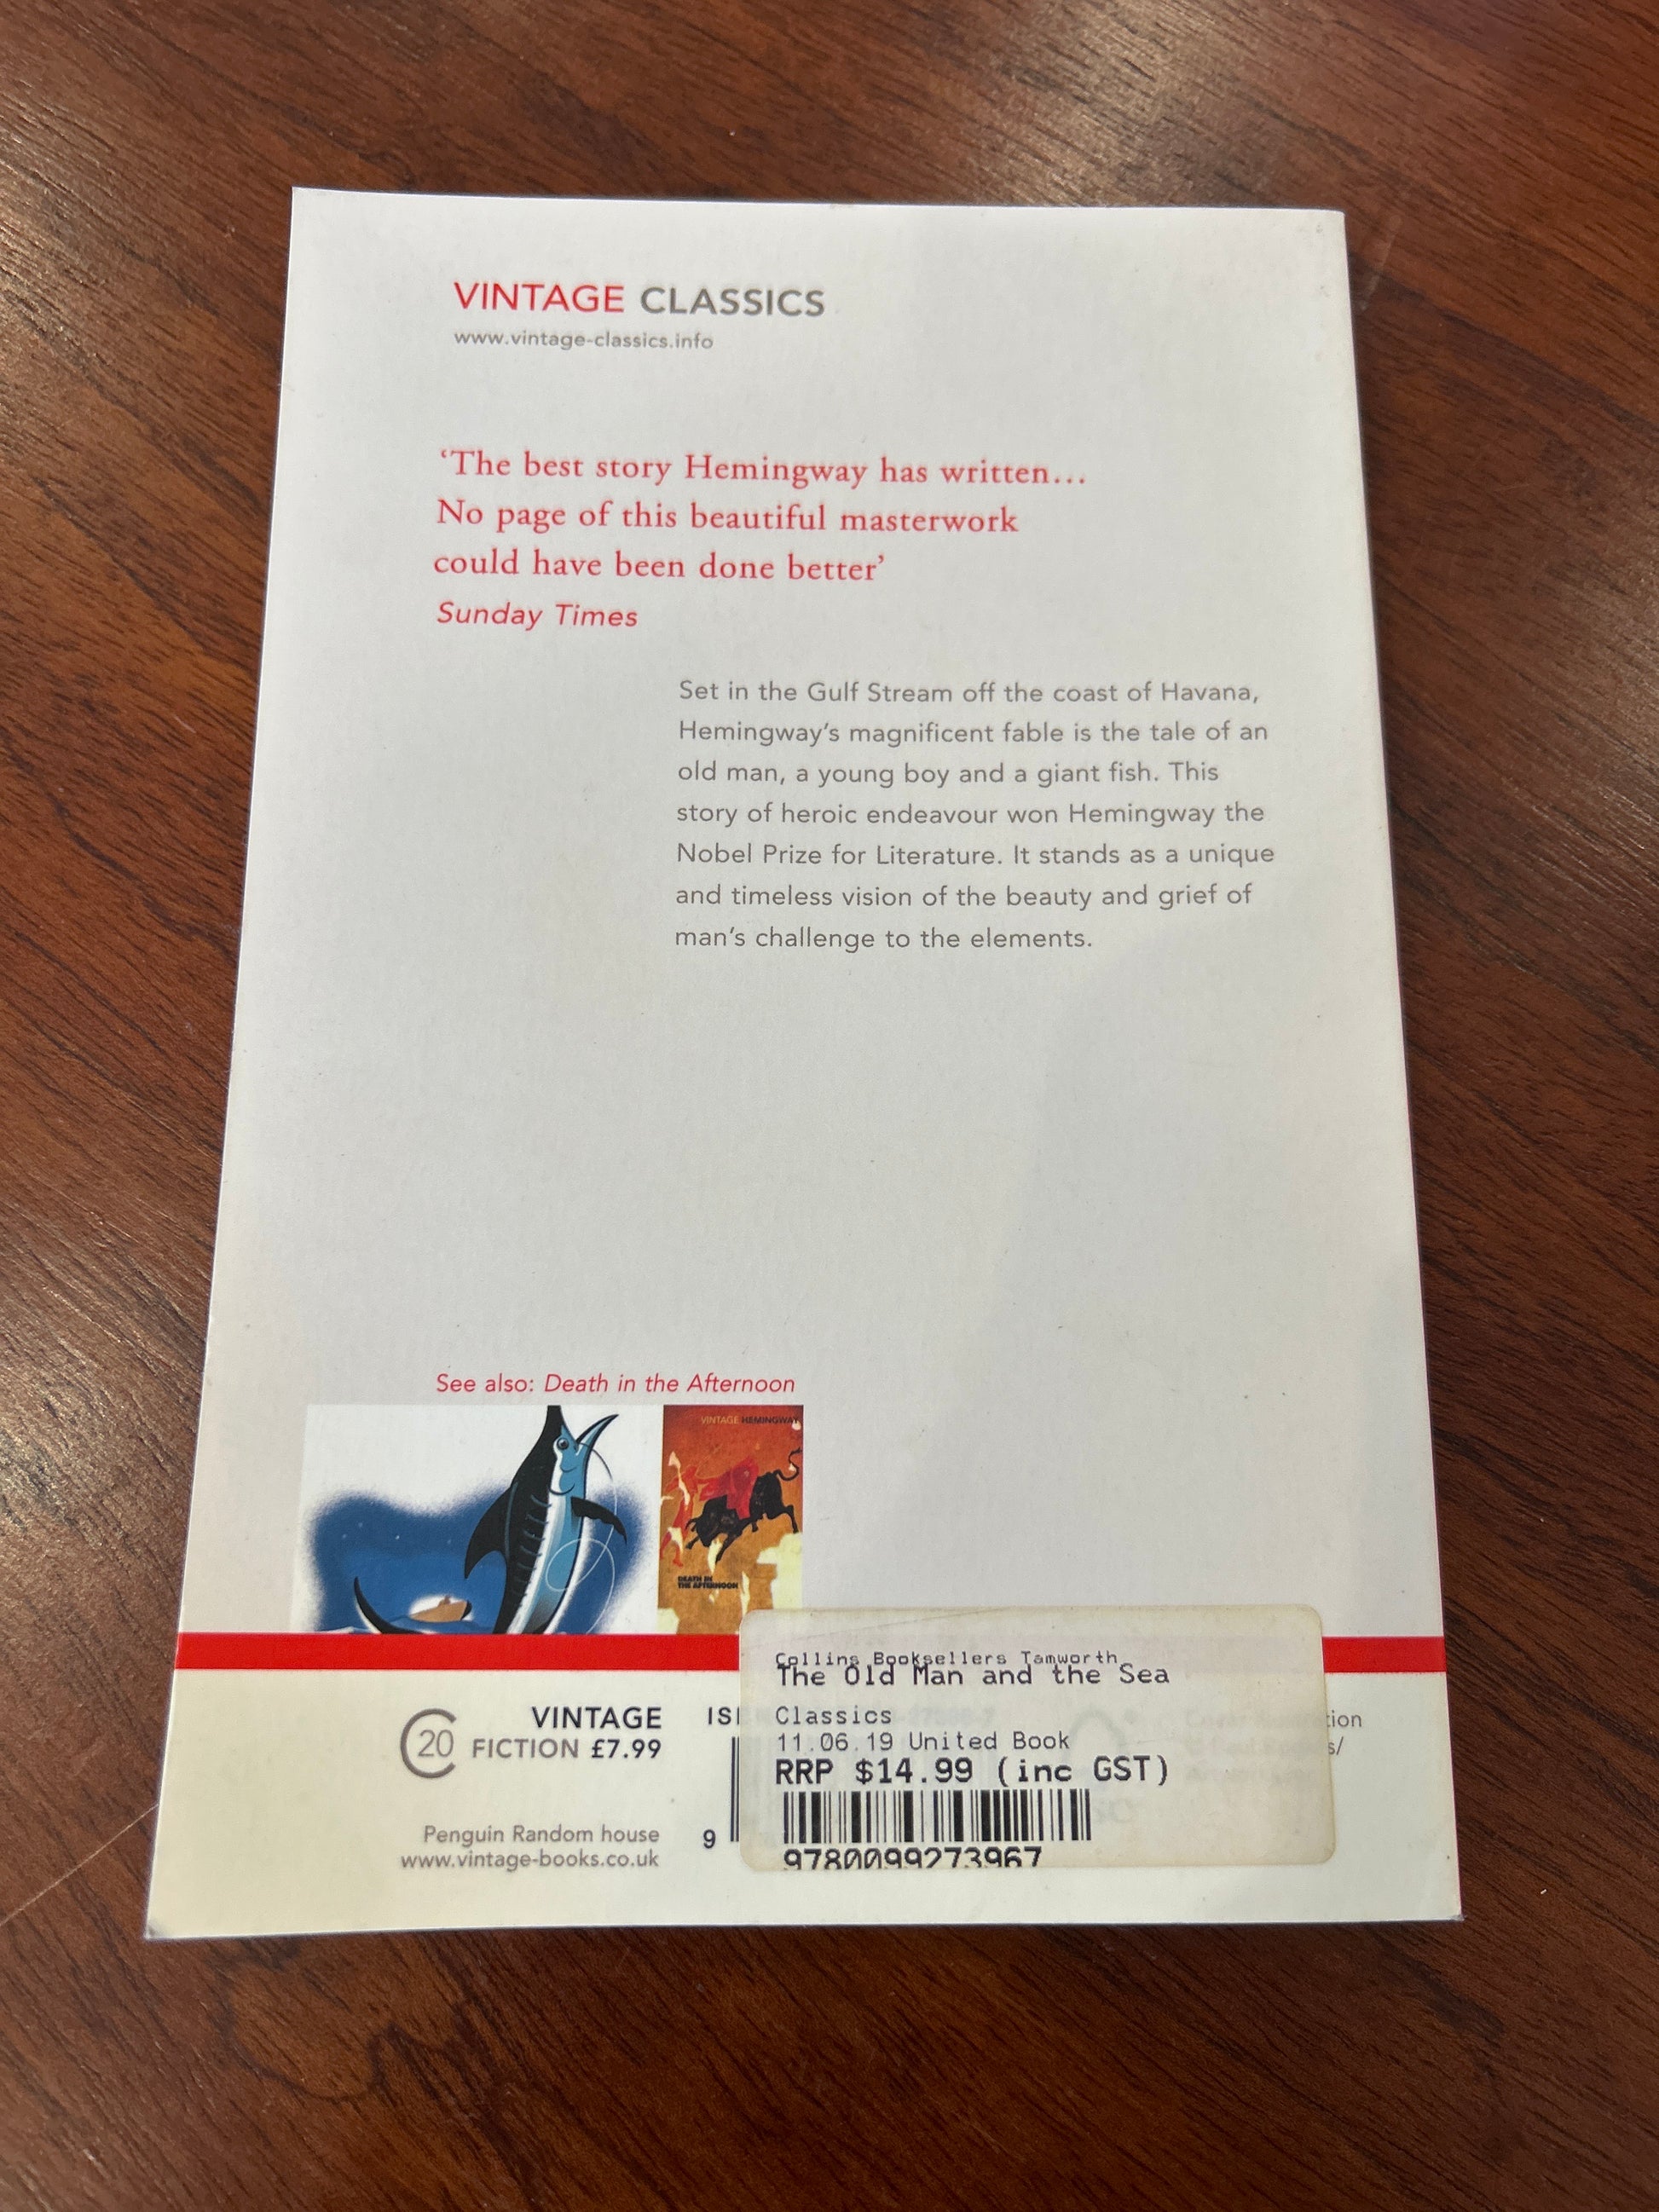 VINTAGE CLASSICS
www.vintage-classics.info
‘The best story Hemingway has written...
No page of this beautiful masterwork
could have been done better’
Sunday Times
Set in the Gulf Stream off the coast of Havana,
Hemingway’s magnificent fable is the tale of an
old man, a young boy and a giant fish. This
story of heroic endeavour won Hemingway the
Nobel Prize for Literature. It stands as a unique
and timeless vision of the beauty and grief of
man’s challenge to the elements.
See also: Death in the Afternoon
VINTAGE HEMINGWAY
DEATH IN
THE AFTERNOON
C20
VINTAGE
FICTION £7.99
Penguin Random house
www.vintage-books.co.uk
9
Collins Booksellers Tamworth
The Old Man and the Sea
Classics
11.06.19 United Book
RRP $14.99 (inc GST)
9780099273967